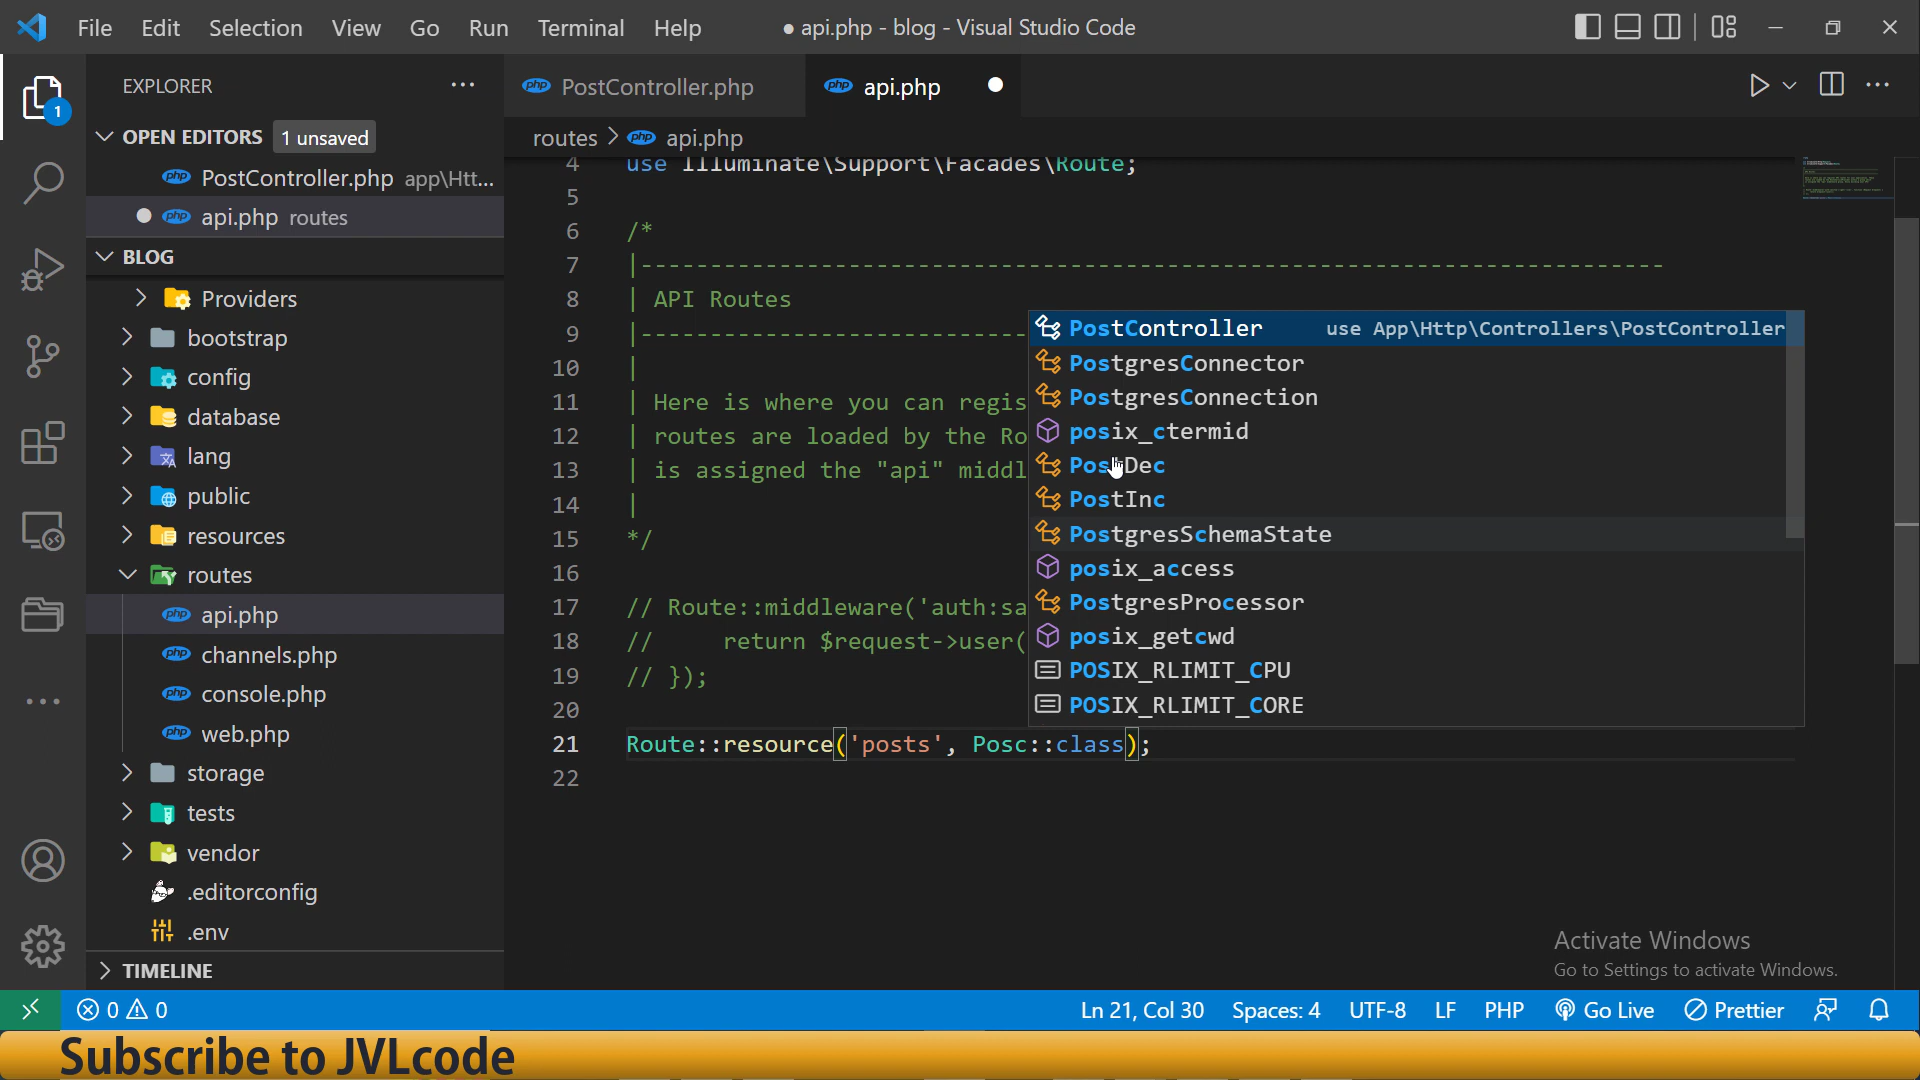 File Edit Selection View Go Run Terminal Help
● api.php - blog - Visual Studio Code
EXPLORER
1
OPEN EDITORS 1 unsaved
PostController.php app\Htt...
api.php routes
BLOG
Providers
bootstrap
config
database
lang
public
resources
routes
api.php
channels.php
console.php
web.php
storage
tests
vendor
.editorconfig
.env
TIMELINE
PostController.php
api.php
routes > api.php
4 use Illuminate\Support\Facades\Route;
5
6 /*
7 |--------------------------------------------------------------------------
8 | API Routes
9 |----------------------------
10 |
11 | Here is where you can regis
12 | routes are loaded by the Ro
13 | is assigned the "api" middl
14 |
15 */
16
17 // Route::middleware('auth:sa
18 //     return $request->user(
19 // });
20
21 Route::resource('posts', Posc::class);
22
PostController use App\Http\Controllers\PostController
PostgresConnector
PostgresConnection
posix_ctermid
PostDec
PostInc
PostgresSchemaState
posix_access
PostgresProcessor
posix_getcwd
POSIX_RLIMIT_CPU
POSIX_RLIMIT_CORE
Activate Windows
Go to Settings to activate Windows.
0 0
Ln 21, Col 30 Spaces: 4 UTF-8 LF PHP Go Live Prettier
Subscribe to JVLcode